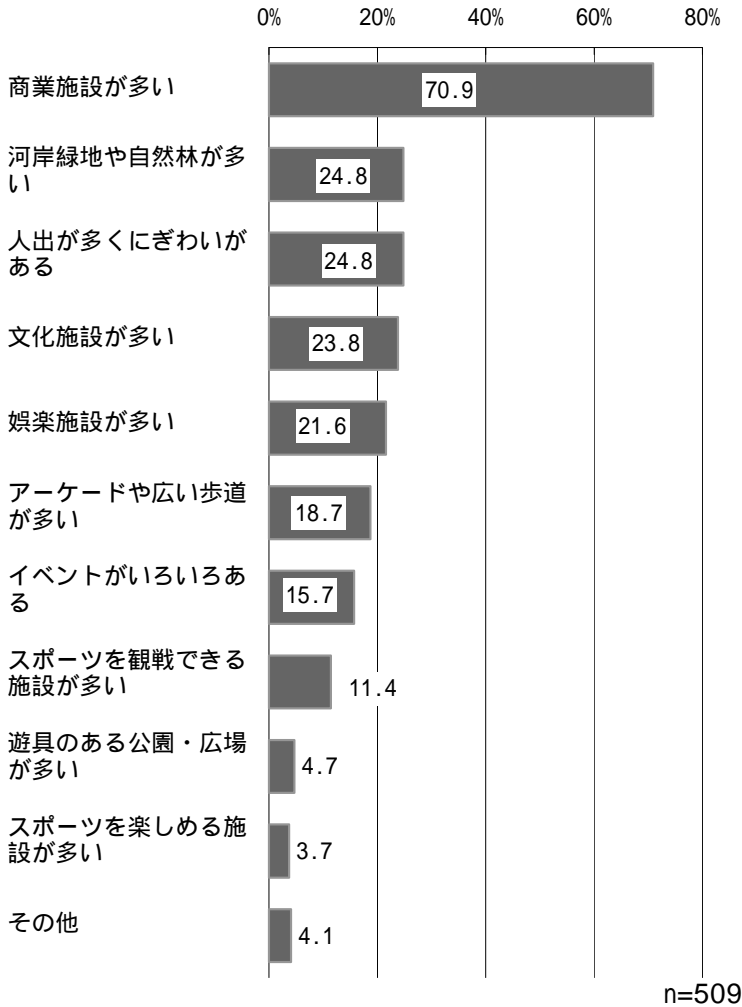 0% 20% 40% 60% 80%
商業施設が多い 70.9
河岸緑地や自然林が多
い 24.8
人出が多くにぎわいが
ある 24.8
文化施設が多い 23.8
娯楽施設が多い 21.6
アーケードや広い歩道
が多い 18.7
イベントがいろいろあ
る 15.7
スポーツを観戦できる
施設が多い 11.4
遊具のある公園・広場
が多い 4.7
スポーツを楽しめる施
設が多い 3.7
その他 4.1
n=509